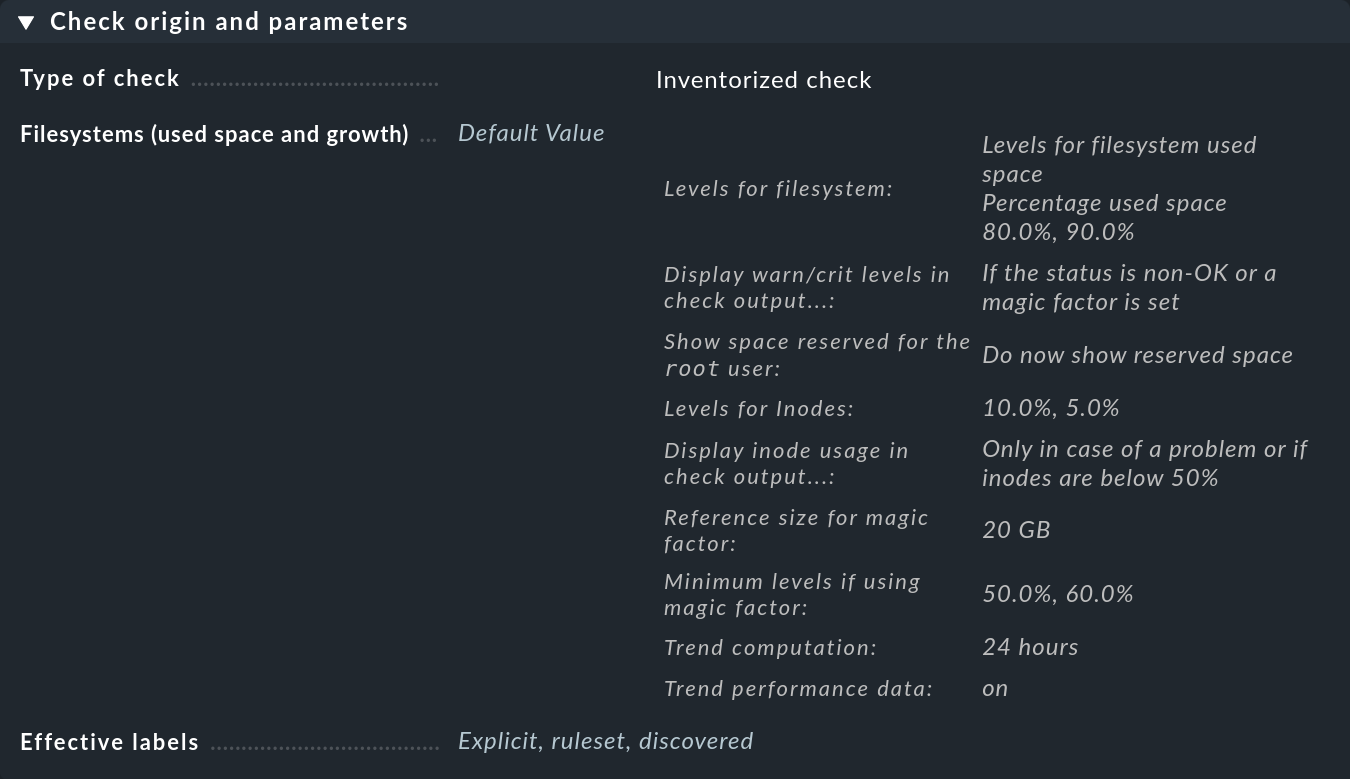 ▼ Check origin and parameters
Type of check
Inventorized check
Filesystems (used space and growth) Default Value
Levels for filesystem:
Levels for filesystem used
space
Percentage used space
80.0%, 90.0%
Display warn/crit levels in
check output...:
If the status is non-OK or a
magic factor is set
Show space reserved for the
root user:
Do now show reserved space
Levels for Inodes:
10.0%, 5.0%
Display inode usage in
check output...:
Only in case of a problem or if
inodes are below 50%
Reference size for magic
factor:
20 GB
Minimum levels if using
magic factor:
50.0%, 60.0%
Trend computation:
24 hours
Trend performance data:
on
Effective labels
Explicit, ruleset, discovered